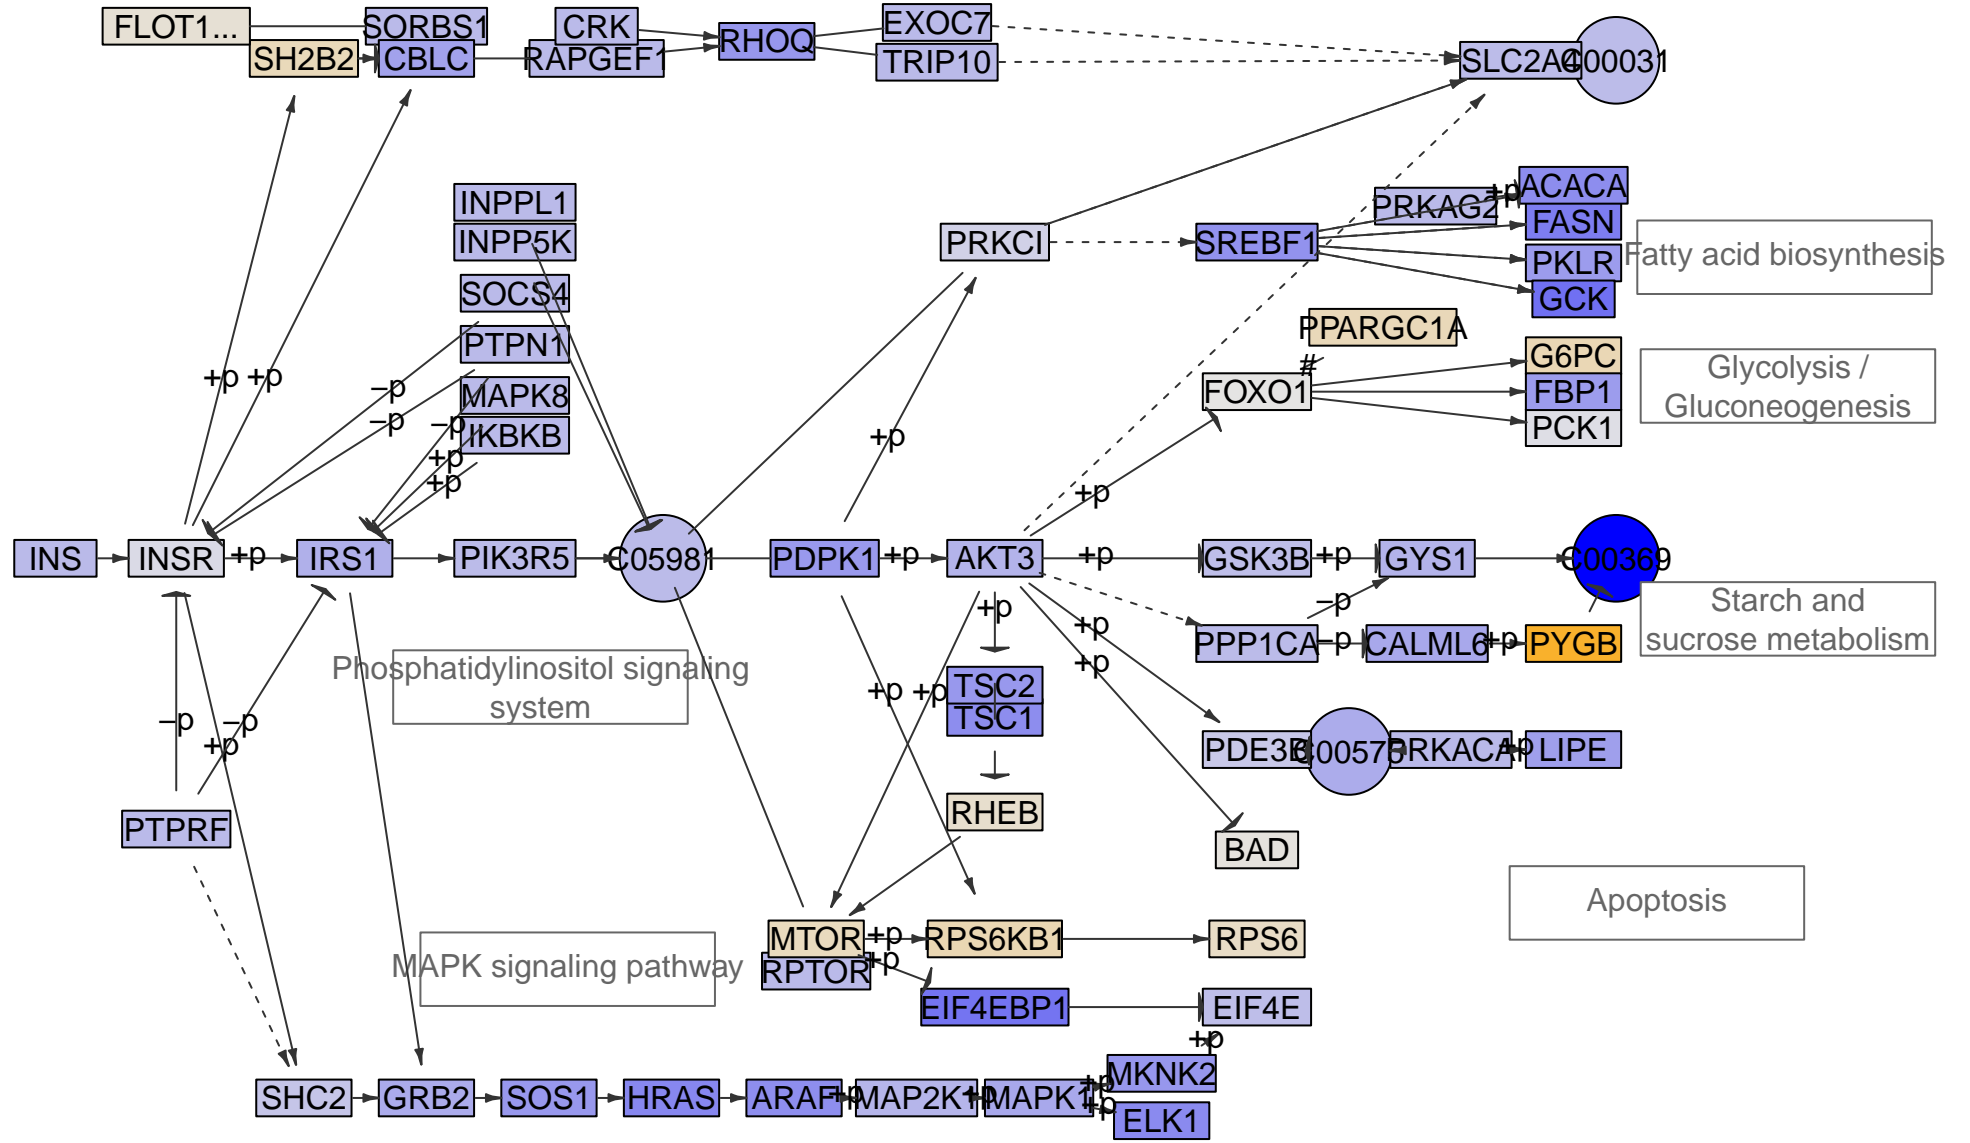 FLOT1...
SORBS1
CRK
EXOC7
SH2B2
CBLC
RAPGEF1
RHOQ
TRIP10
SLC2A4
C00031
INPPL1
INPP5K
PRKCI
SREBF1
PRKAG2
+p
ACACA
FASN
PKLR
GCK
Fatty acid biosynthesis
SOCS4
PTPN1
MAPK8
IKBKB
PPARGC1A
#
FOXO1
G6PC
FBP1
PCK1
Glycolysis /
Gluconeogenesis
+p
+p
–p
–p
–p
+p
+p
+p
+p
INS
INSR
+p
IRS1
PIK3R5
C05981
PDPK1
+p
AKT3
+p
GSK3B
+p
GYS1
C00369
Starch and
sucrose metabolism
+p
+p
+p
–p
PPP1CA
–p
CALML6
+p
PYGB
Phosphatidylinositol signaling
system
+p
+p
TSC2
TSC1
–p
–p
+p
PDE3B
C00575
PRKACA
+p
LIPE
PTPRF
RHEB
BAD
Apoptosis
MAPK signaling pathway
MTOR
+p
RPS6KB1
RPS6
RPTOR
+p
EIF4EBP1
EIF4E
+p
SHC2
GRB2
SOS1
HRAS
ARAF
+p
MAP2K1
+p
MAPK1
+p
+p
MKNK2
ELK1